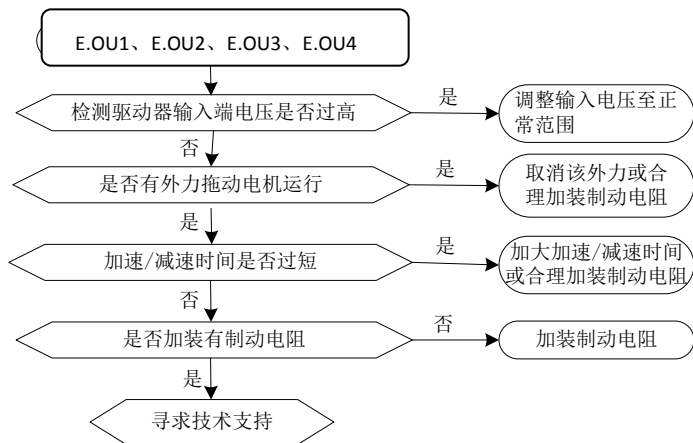 E.OU1、E.OU2、E.OU3、E.OU4
检测驱动器输入端电压是否过高
是
调整输入电压至正
常范围
否
是否有外力拖动电机运行
是
取消该外力或合
理加装制动电阻
是
加速/减速时间是否过短
是
加大加速/减速时间
或合理加装制动电阻
否
是否加装有制动电阻
否
加装制动电阻
是
寻求技术支持